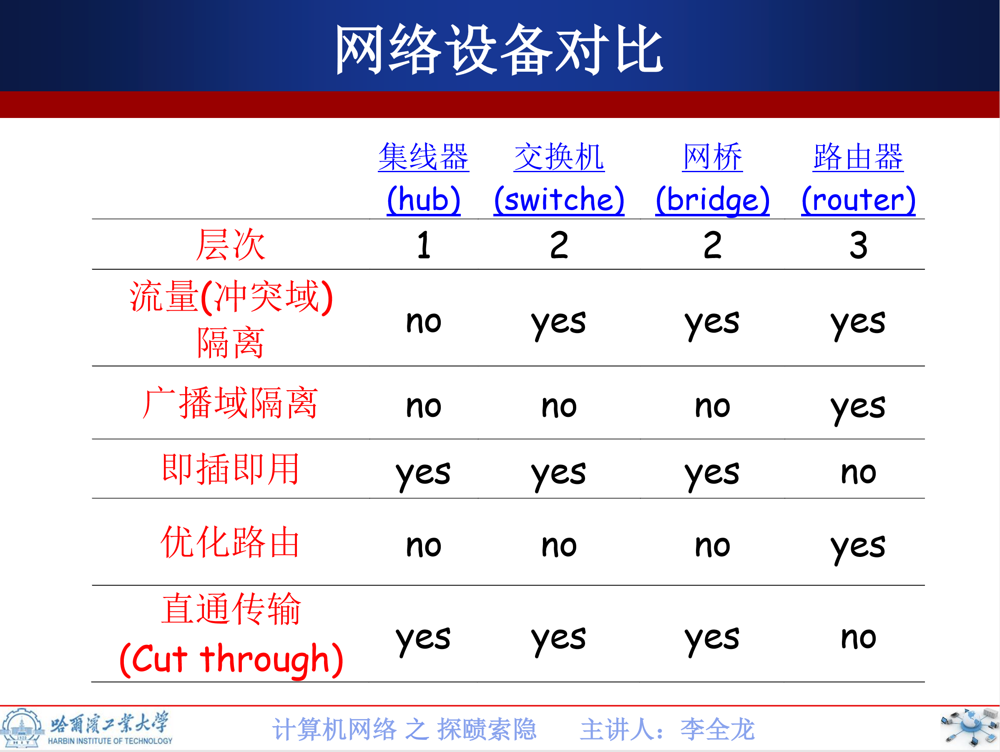 网络设备对比
集线器 交换机 网桥 路由器
(hub) (switche) (bridge) (router)
层次 1 2 2 3
流量(冲突域)
隔离 no yes yes yes
广播域隔离 no no no yes
即插即用 yes yes yes no
优化路由 no no no yes
直通传输
(Cut through) yes yes yes no
哈爾濱工業大學
HARBIN INSTITUTE OF TECHNOLOGY
1920
HIT
计算机网络 之 探赜索隐 主讲人：李全龙